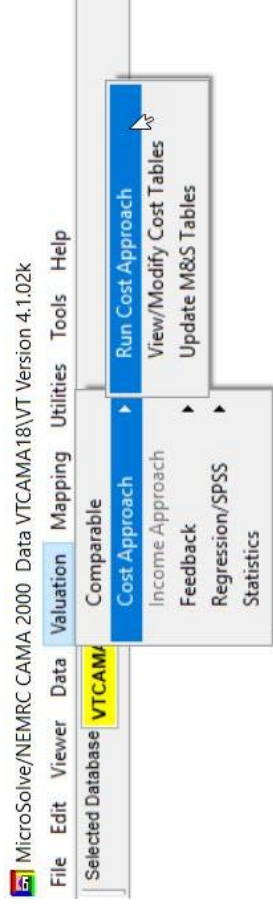 MicroSolve/NEMRC CAMA 2000 Data VTCAMA18\VT Version 4.1.02k
File Edit Viewer Data Valuation Mapping Utilities Tools Help
Selected Database VTCAMA
Comparable
Cost Approach
Income Approach
Feedback
Regression/SPSS
Statistics
Run Cost Approach
View/Modify Cost Tables
Update M&S Tables